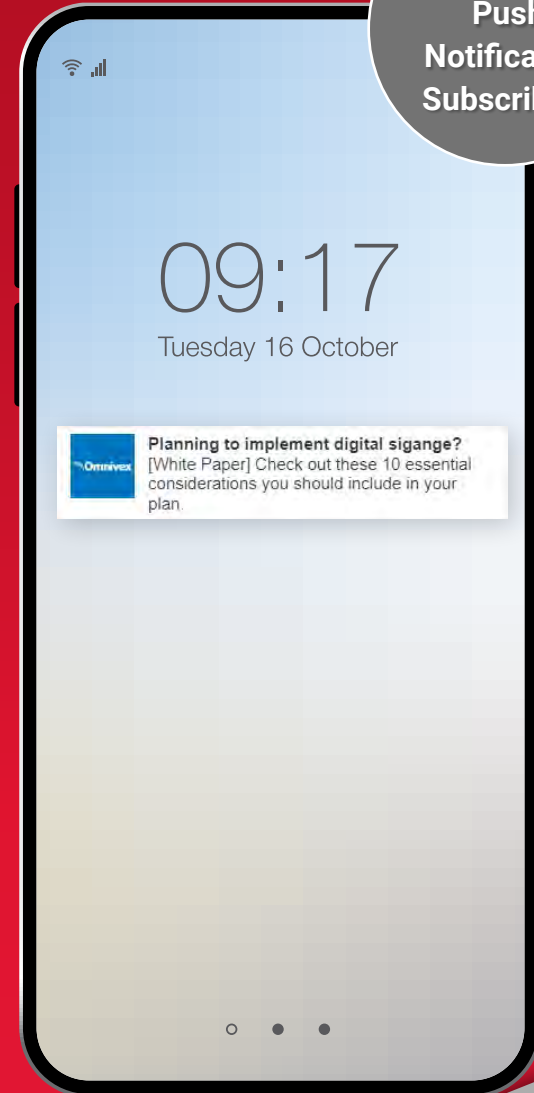 Push
Notifica
Subscri
09:17
Tuesday 16 October
Omnivex
Planning to implement digital sigange?
[White Paper] Check out these 10 essential
considerations you should include in your
plan.